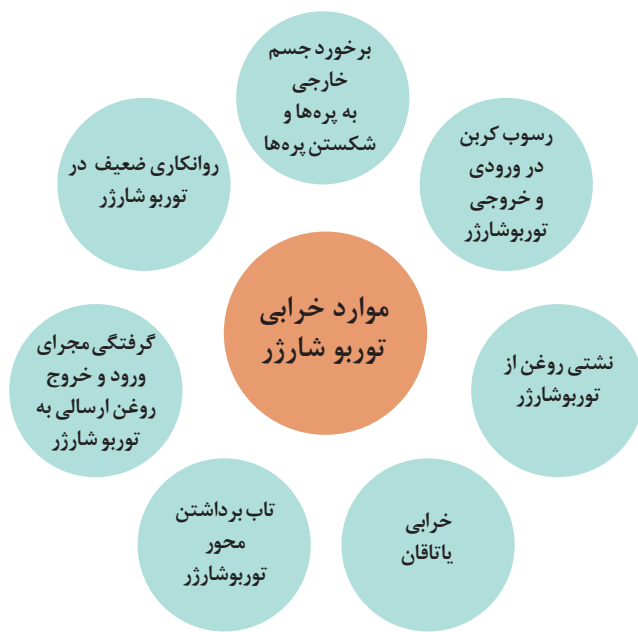 موارد خرابی
توربو شارژر
برخورد جسم
خارجی
به پره‌ها و
شکستن پره‌ها
رسوب کربن
در ورودی
و خروجی
توربوشارژر
نشتی روغن از
توربوشارژر
خرابی
یاتاقان
تاب برداشتن
محور
توربوشارژر
گرفتگی مجرای
ورود و خروج
روغن ارسالی به
توربو شارژر
روانکاری ضعیف در
توربو شارژر